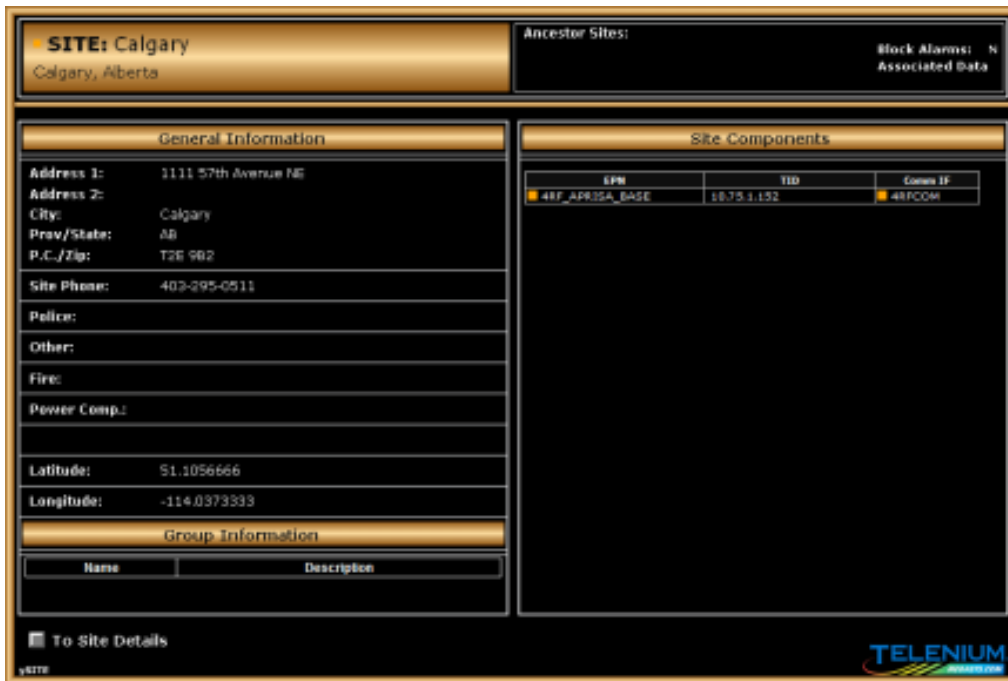 SITE: Calgary
Calgary, Alberta
Ancestor Sites:
Block Alarms: N
Associated Data
General Information
Address 1: 1111 57th Avenue NE
Address 2:
City: Calgary
Prov/State: AB
P.C./Zip: T2E 9B2
Site Phone: 403-295-0511
Police:
Other:
Fire:
Power Comp.:
Latitude: 51.1056666
Longitude: -114.0373333
Group Information
Name Description
Site Components
EPN TID Comm IF
4RF_APRISA_BASE 10.75.1.152 4RFCOM
To Site Details
ySITE
TELENIUM